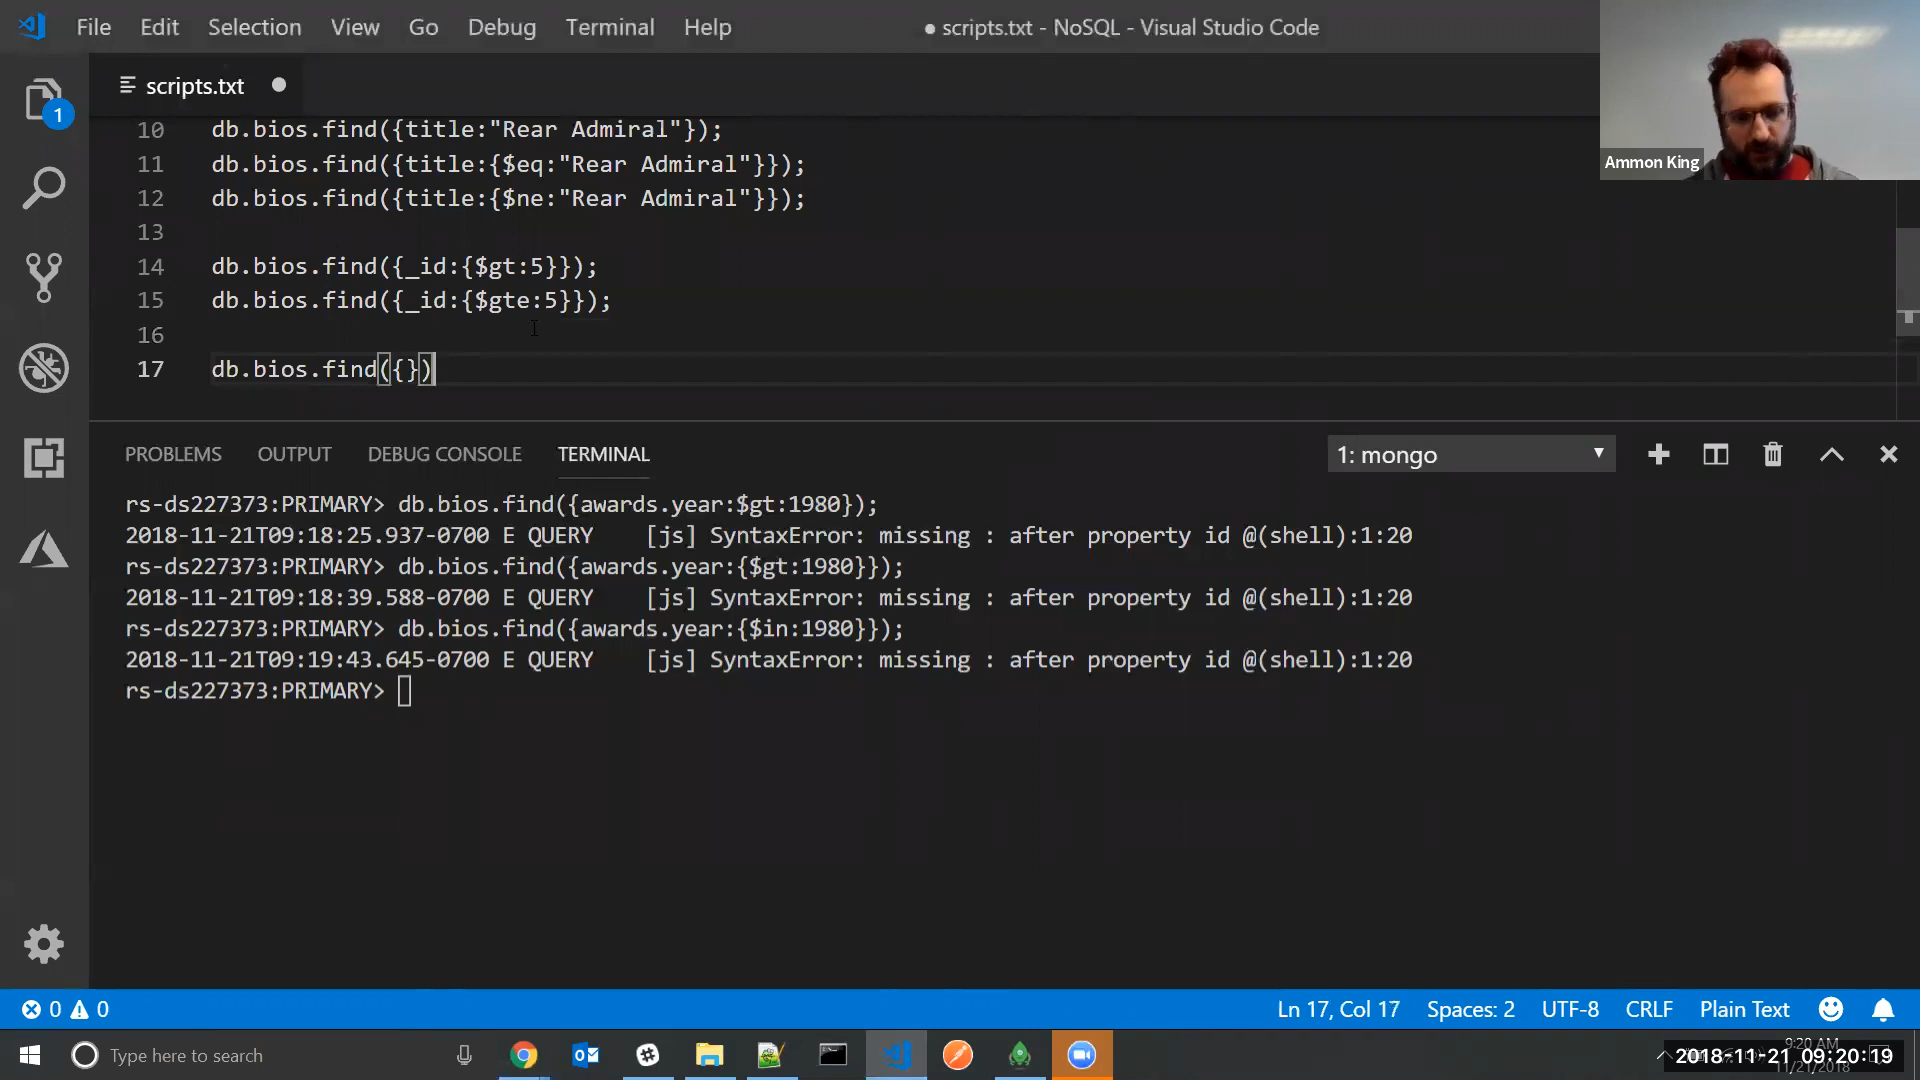 File Edit Selection View Go Debug Terminal Help
● scripts.txt - NoSQL - Visual Studio Code
scripts.txt
1
Ammon King
10 db.bios.find({title:"Rear Admiral"});
11 db.bios.find({title:{$eq:"Rear Admiral"}});
12 db.bios.find({title:{$ne:"Rear Admiral"}});
13
14 db.bios.find({_id:{$gt:5}});
15 db.bios.find({_id:{$gte:5}});
16
17 db.bios.find({})
PROBLEMS OUTPUT DEBUG CONSOLE TERMINAL 1: mongo
rs-ds227373:PRIMARY> db.bios.find({awards.year:$gt:1980});
2018-11-21T09:18:25.937-0700 E QUERY [js] SyntaxError: missing : after property id @(shell):1:20
rs-ds227373:PRIMARY> db.bios.find({awards.year:{$gt:1980}});
2018-11-21T09:18:39.588-0700 E QUERY [js] SyntaxError: missing : after property id @(shell):1:20
rs-ds227373:PRIMARY> db.bios.find({awards.year:{$in:1980}});
2018-11-21T09:19:43.645-0700 E QUERY [js] SyntaxError: missing : after property id @(shell):1:20
rs-ds227373:PRIMARY>
0 0 Ln 17, Col 17 Spaces: 2 UTF-8 CRLF Plain Text
Type here to search
9:20 AM
2018-11-21 09:20:19
11/21/2018